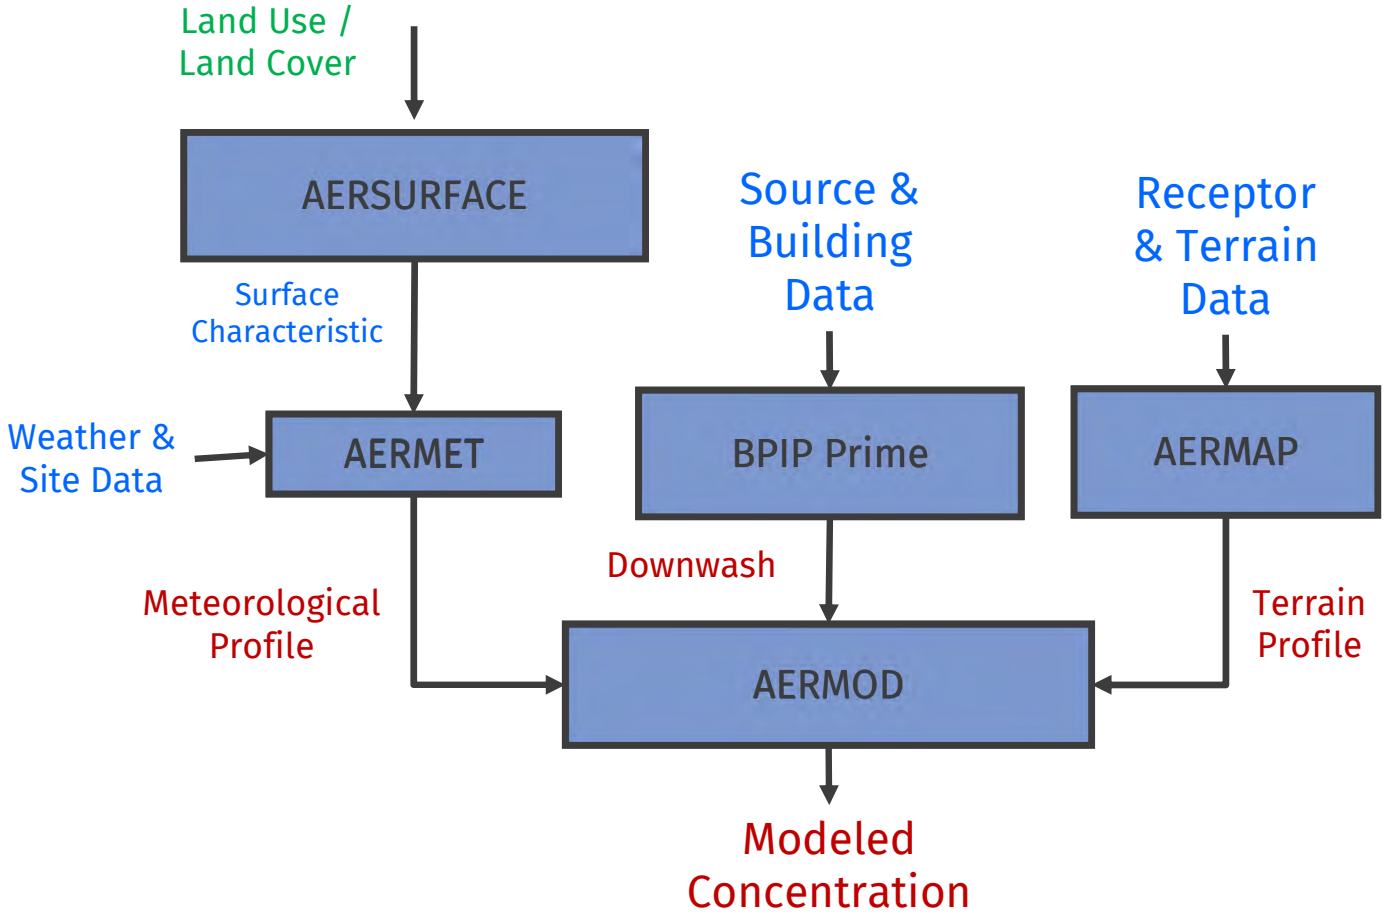 Land Use /
Land Cover
AERSURFACE
Source &
Building
Data
Receptor
& Terrain
Data
Surface
Characteristic
Weather &
Site Data
AERMET
BPIP Prime
AERMAP
Downwash
Meteorological
Profile
Terrain
Profile
AERMOD
Modeled
Concentration